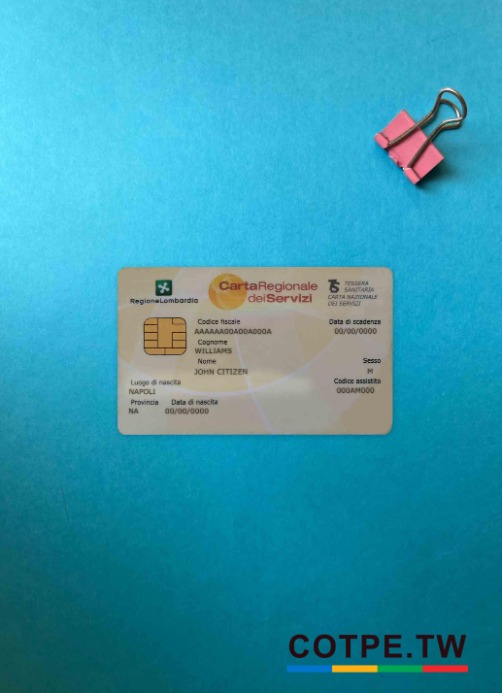 RegioneLombardia
CartaRegionale
deiServizi
TS TESSERA
SANITARIA
CARTA NAZIONALE
DEI SERVIZI
Codice fiscale
AAAAAA00A00A000A
Data di scadenza
00/00/0000
Cognome
WILLIAMS
Nome
JOHN CITIZEN
Sesso
M
Luogo di nascita
NAPOLI
Codice assistito
000AM000
Provincia Data di nascita
NA 00/00/0000
COTPE.TW